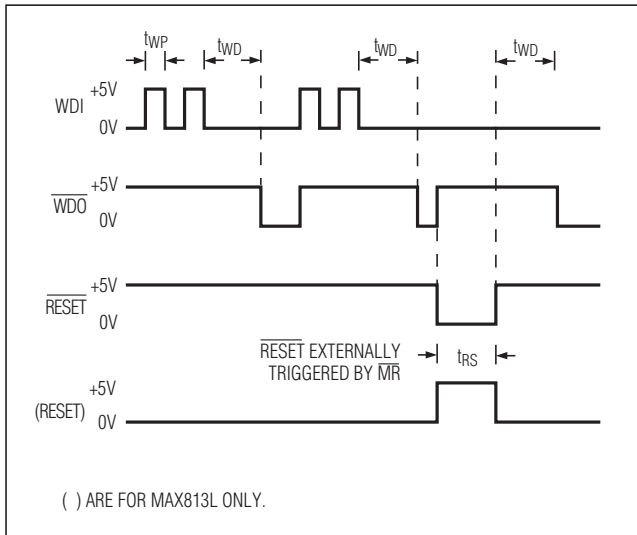 tWP
tWD
tWD
tWD
+5V
WDI
0V
+5V
WDO
0V
+5V
RESET
0V
RESET EXTERNALLY
TRIGGERED BY MR
tRS
+5V
(RESET)
0V
( ) ARE FOR MAX813L ONLY.